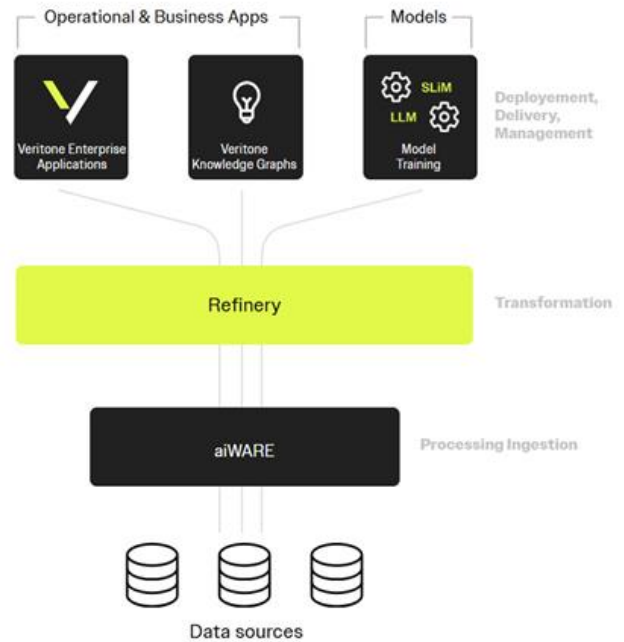 Operational & Business Apps
Models
Veritone Enterprise
Applications
Veritone
Knowledge Graphs
SLiM
LLM
Model
Training
Deployement,
Delivery,
Management
Refinery
Transformation
aiWARE
Processing Ingestion
Data sources